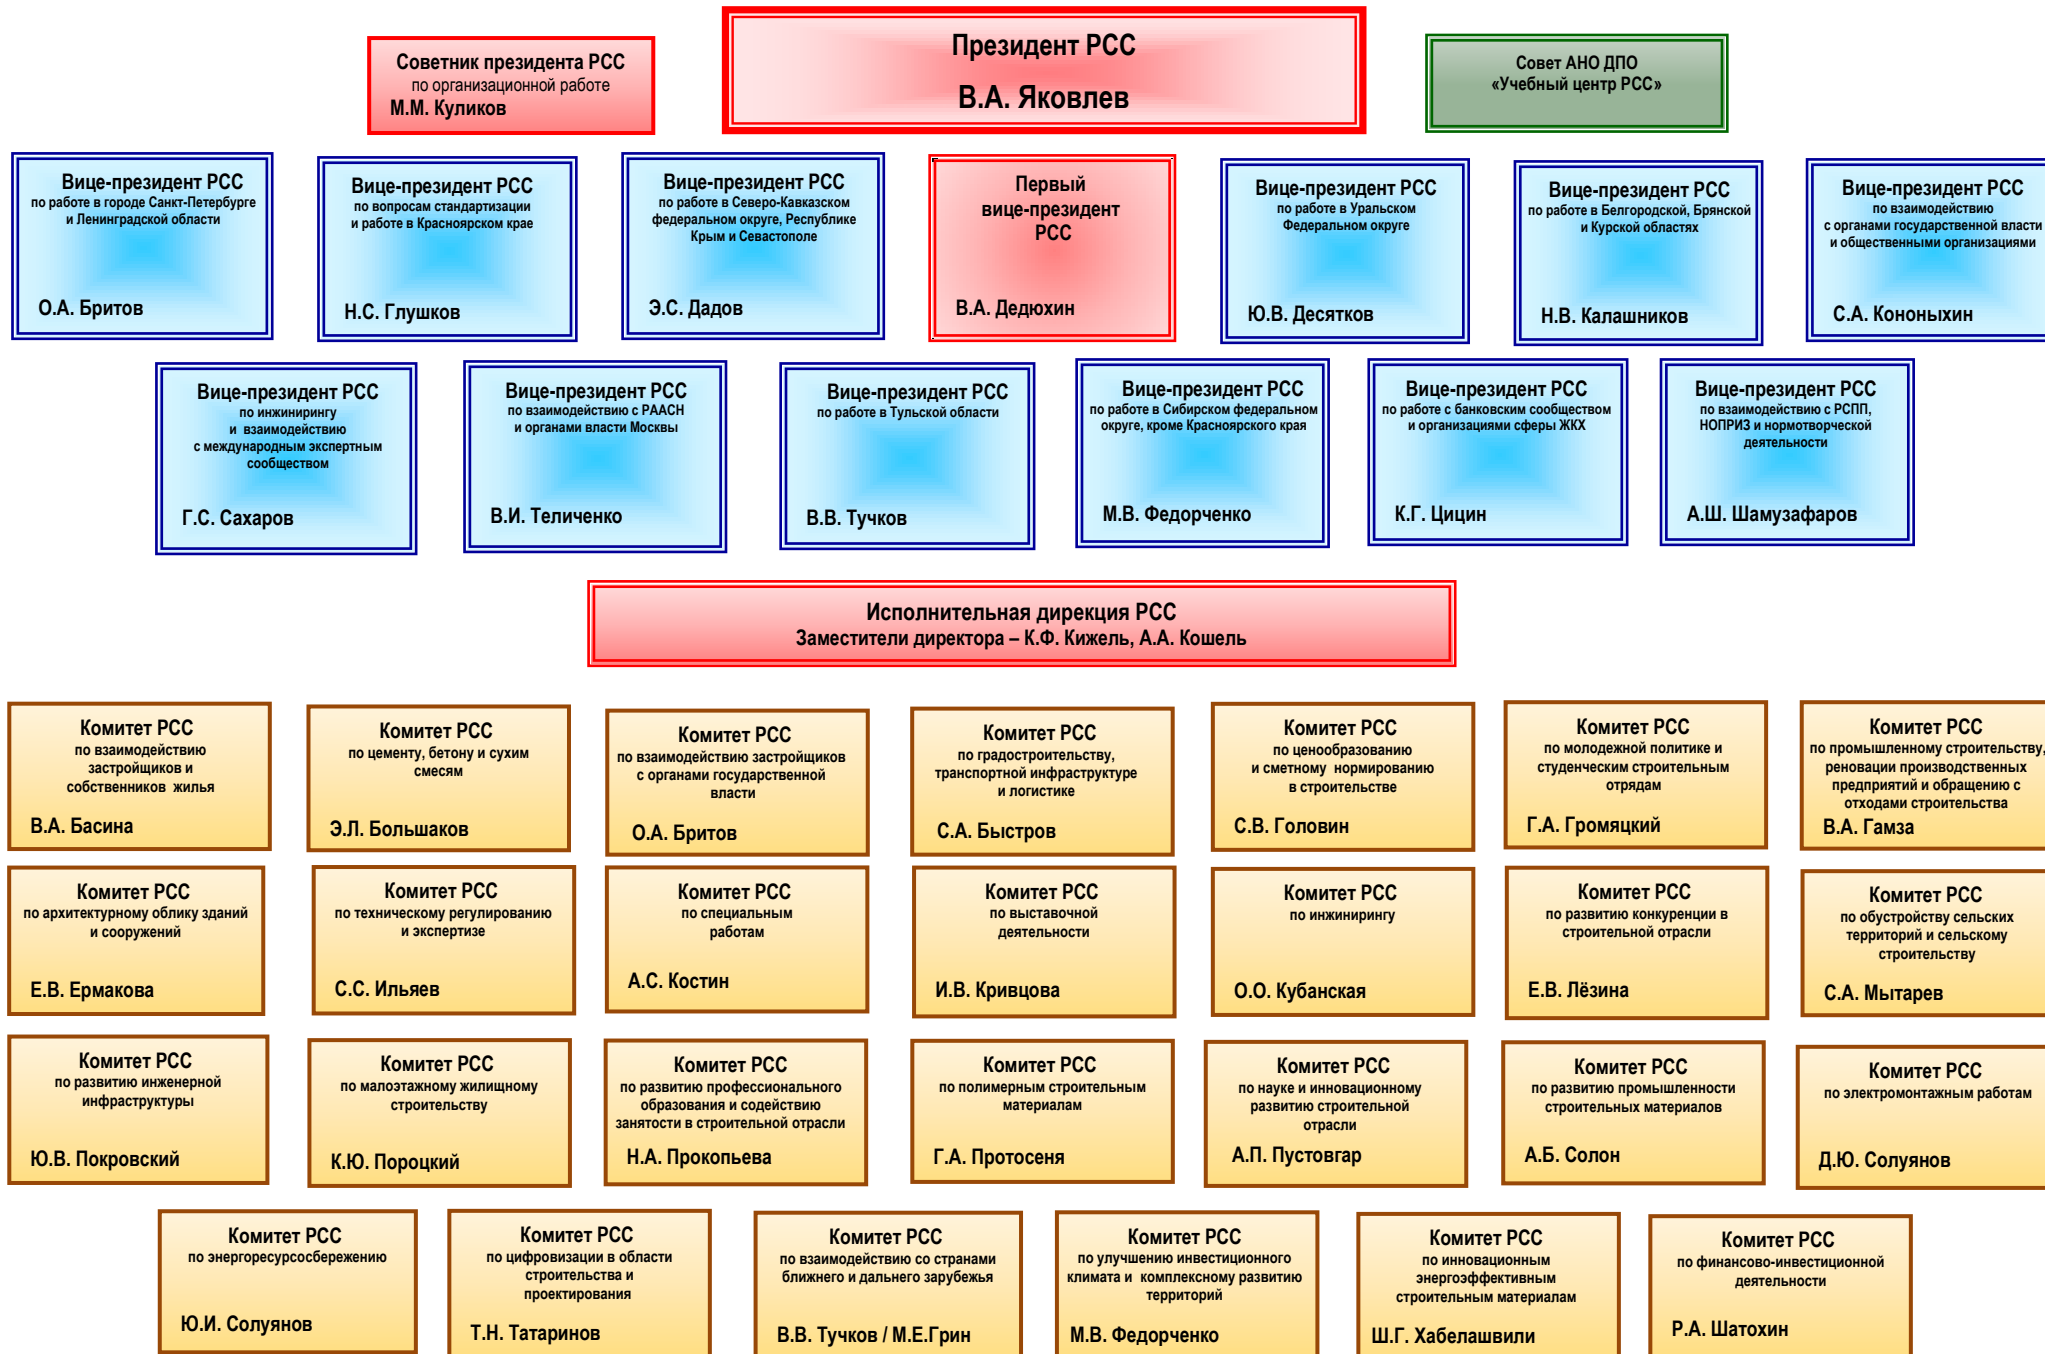 Президент РСС
В.А. Яковлев
Советник президента РСС
по организационной работе
М.М. Куликов
Совет АНО ДПО
«Учебный центр РСС»
Вице-президент РСС
по работе в городе Санкт-Петербурге
и Ленинградской области
О.А. Бритов
Вице-президент РСС
по вопросам стандартизации
и работе в Красноярском крае
Н.С. Глушков
Вице-президент РСС
по работе в Северо-Кавказском
федеральном округе, Республике
Крым и Севастополе
Э.С. Дадов
Первый
вице-президент
РСС
В.А. Дедюхин
Вице-президент РСС
по работе в Уральском
Федеральном округе
Ю.В. Десятков
Вице-президент РСС
по работе в Белгородской, Брянской
и Курской областях
Н.В. Калашников
Вице-президент РСС
по взаимодействию
с органами государственной власти
и общественными организациями
С.А. Кононыхин
Вице-президент РСС
по инжинирингу
и взаимодействию
с международным экспертным
сообществом
Г.С. Сахаров
Вице-президент РСС
по взаимодействию с РААСН
и органами власти Москвы
В.И. Теличенко
Вице-президент РСС
по работе в Тульской области
В.В. Тучков
Вице-президент РСС
по работе в Сибирском федеральном
округе, кроме Красноярского края
М.В. Федорченко
Вице-президент РСС
по работе с банковским сообществом
и организациями сферы ЖКХ
К.Г. Цицин
Вице-президент РСС
по взаимодействию с РСПП,
НОПРИЗ и нормотворческой
деятельности
А.Ш. Шамузафаров
Исполнительная дирекция РСС
Заместители директора – К.Ф. Кижель, А.А. Кошель
Комитет РСС
по взаимодействию
застройщиков и
собственников жилья
В.А. Басина
Комитет РСС
по цементу, бетону и сухим
смесям
Э.Л. Большаков
Комитет РСС
по взаимодействию застройщиков
с органами государственной
власти
О.А. Бритов
Комитет РСС
по градостроительству,
транспортной инфраструктуре
и логистике
С.А. Быстров
Комитет РСС
по ценообразованию
и сметному нормированию
в строительстве
С.В. Головин
Комитет РСС
по молодежной политике и
студенческим строительным
отрядам
Г.А. Громяцкий
Комитет РСС
по промышленному строительству,
реновации производственных
предприятий и обращению с
отходами строительства
В.А. Гамза
Комитет РСС
по архитектурному облику зданий
и сооружений
Е.В. Ермакова
Комитет РСС
по техническому регулированию
и экспертизе
С.С. Ильяев
Комитет РСС
по специальным
работам
А.С. Костин
Комитет РСС
по выставочной
деятельности
И.В. Кривцова
Комитет РСС
по инжинирингу
О.О. Кубанская
Комитет РСС
по развитию конкуренции в
строительной отрасли
Е.В. Лёзина
Комитет РСС
по обустройству сельских
территорий и сельскому
строительству
С.А. Мытарев
Комитет РСС
по развитию инженерной
инфраструктуры
Ю.В. Покровский
Комитет РСС
по малоэтажному жилищному
строительству
К.Ю. Пороцкий
Комитет РСС
по развитию профессионального
образования и содействию
занятости в строительной отрасли
Н.А. Прокопьева
Комитет РСС
по полимерным строительным
материалам
Г.А. Протосеня
Комитет РСС
по науке и инновационному
развитию строительной
отрасли
А.П. Пустовгар
Комитет РСС
по развитию промышленности
строительных материалов
А.Б. Солон
Комитет РСС
по электромонтажным работам
Д.Ю. Солуянов
Комитет РСС
по энергоресурсосбережению
Ю.И. Солуянов
Комитет РСС
по цифровизации в области
строительства и
проектирования
Т.Н. Татаринов
Комитет РСС
по взаимодействию со странами
ближнего и дальнего зарубежья
В.В. Тучков / М.Е.Грин
Комитет РСС
по улучшению инвестиционного
климата и комплексному развитию
территорий
М.В. Федорченко
Комитет РСС
по инновационным
энергоэффективным
строительным материалам
Ш.Г. Хабелашвили
Комитет РСС
по финансово-инвестиционной
деятельности
Р.А. Шатохин